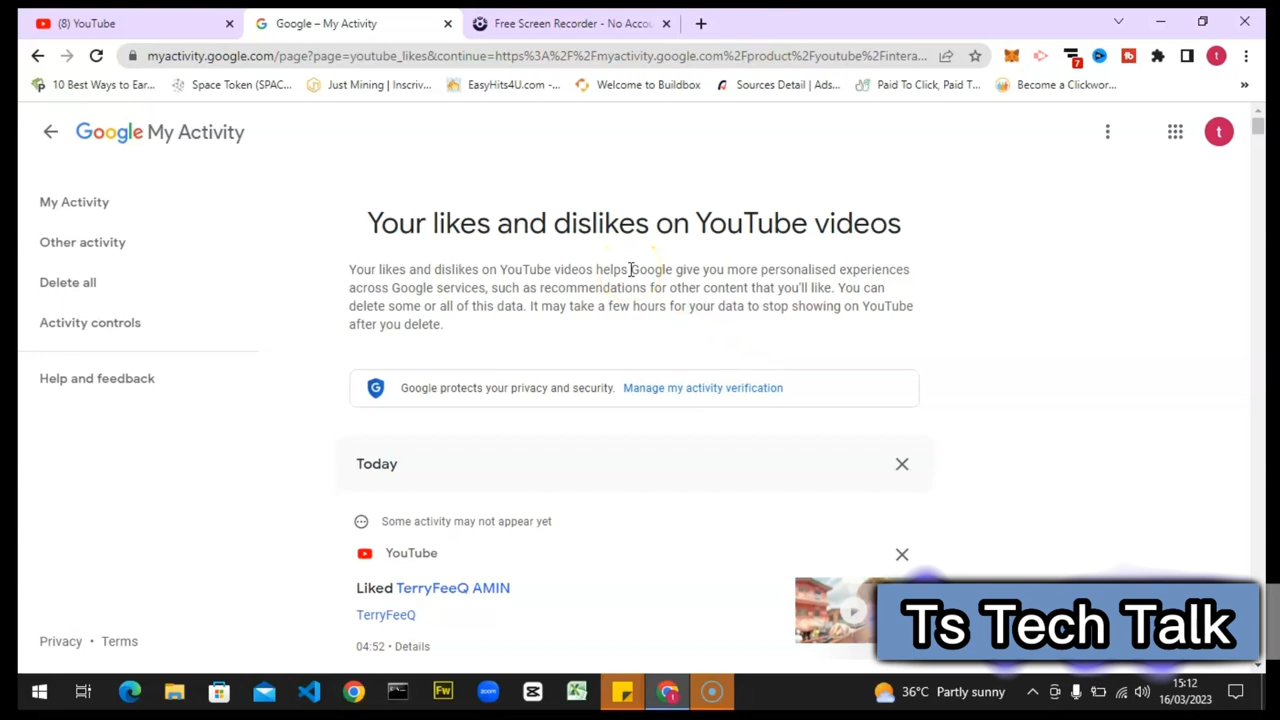 (8) YouTube
Google – My Activity
Free Screen Recorder - No Acco
myactivity.google.com/page?page=youtube_likes&continue=https%3A%2F%2Fmyactivity.google.com%2Fproduct%2Fyoutube%2Fintera...
7
t
10 Best Ways to Ear...
Space Token (SPAC...
Just Mining | Inscriv...
EasyHits4U.com -...
Welcome to Buildbox
Sources Detail | Ads...
Paid To Click, Paid T...
Become a Clickwor...
»
Google My Activity
t
My Activity
Other activity
Delete all
Activity controls
Help and feedback
Your likes and dislikes on YouTube videos
Your likes and dislikes on YouTube videos helps Google give you more personalised experiences
across Google services, such as recommendations for other content that you'll like. You can
delete some or all of this data. It may take a few hours for your data to stop showing on YouTube
after you delete.
Google protects your privacy and security. Manage my activity verification
Today
Some activity may not appear yet
YouTube
Liked TerryFeeQ AMIN
TerryFeeQ
04:52 • Details
Privacy • Terms
Ts Tech Talk
Fw
zoom
36°C Partly sunny
15:12
16/03/2023